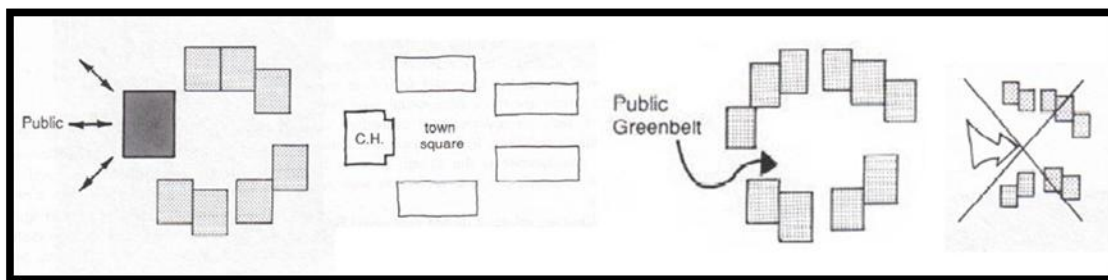 Public
C.H.
town
square
Public
Greenbelt